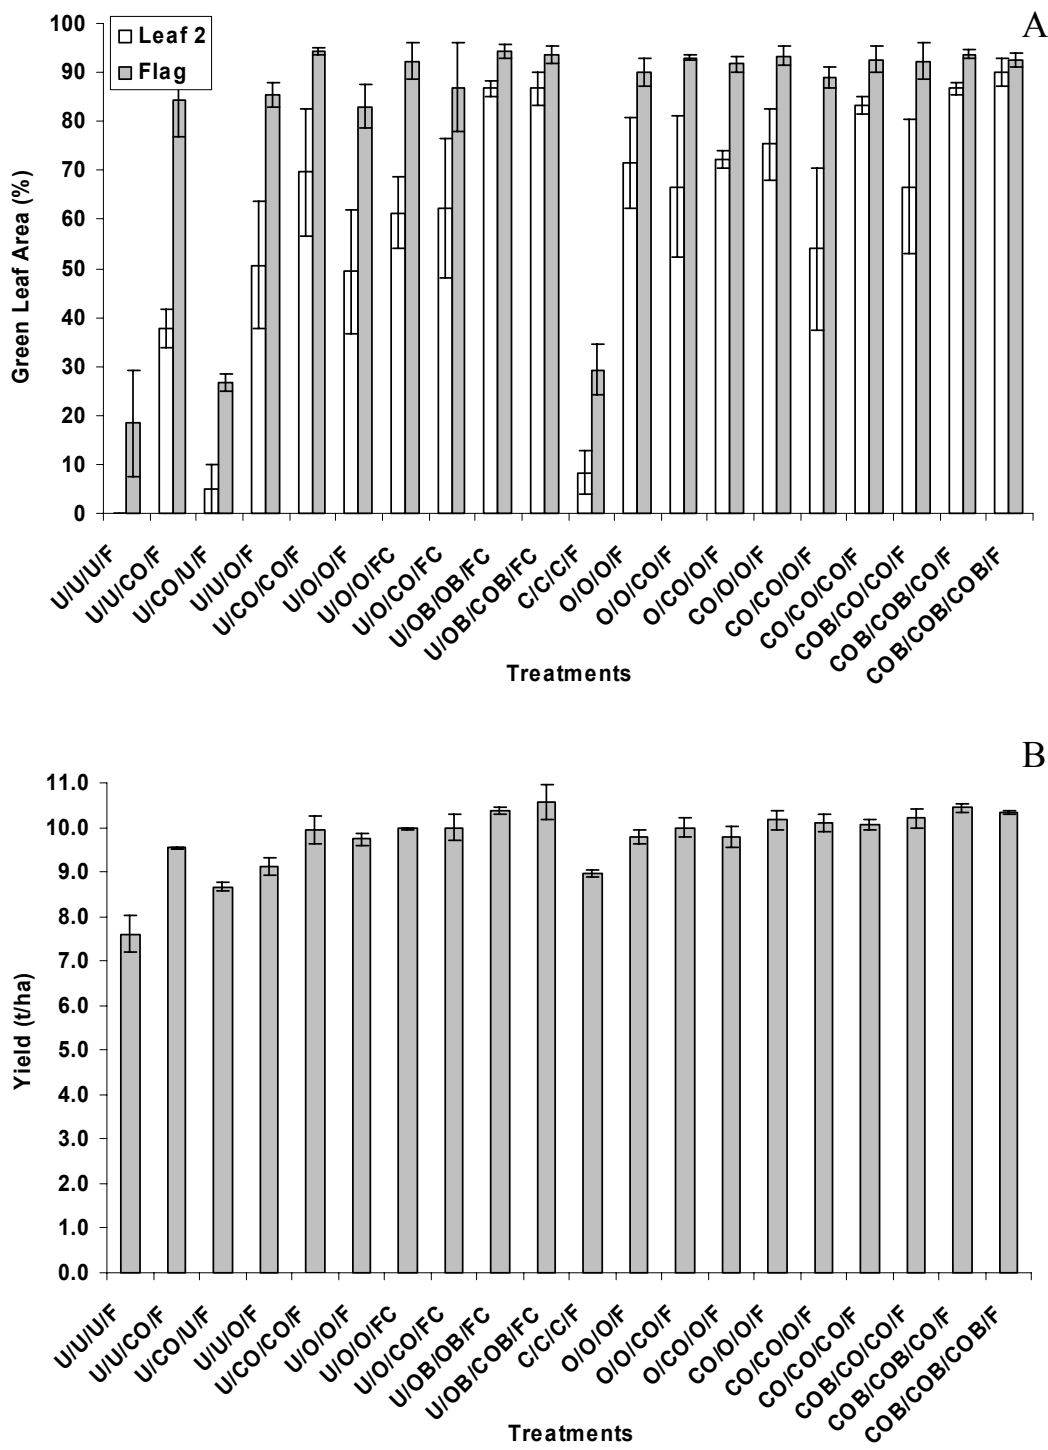 A
Leaf 2
Flag
100
90
80
70
60
50
40
30
20
10
0
Green Leaf Area (%)
U/U/U/F
U/U/CO/F
U/CO/U/F
U/U/O/F
U/CO/CO/F
U/O/O/F
U/O/O/FC
U/O/CO/FC
U/OB/OB/FC
U/OB/COB/FC
C/C/C/F
O/O/O/F
O/O/CO/F
O/CO/O/F
CO/O/O/F
CO/CO/O/F
CO/CO/CO/F
COB/CO/CO/F
COB/COB/CO/F
COB/COB/COB/F
Treatments
B
11.0
10.0
9.0
8.0
7.0
6.0
5.0
4.0
3.0
2.0
1.0
0.0
Yield (t/ha)
U/U/U/F
U/U/CO/F
U/CO/U/F
U/U/O/F
U/CO/CO/F
U/O/O/F
U/O/O/FC
U/O/CO/FC
U/OB/OB/FC
U/OB/COB/FC
C/C/C/F
O/O/O/F
O/O/CO/F
O/CO/O/F
CO/O/O/F
CO/CO/O/F
CO/CO/CO/F
COB/CO/CO/F
COB/COB/CO/F
COB/COB/COB/F
Treatments